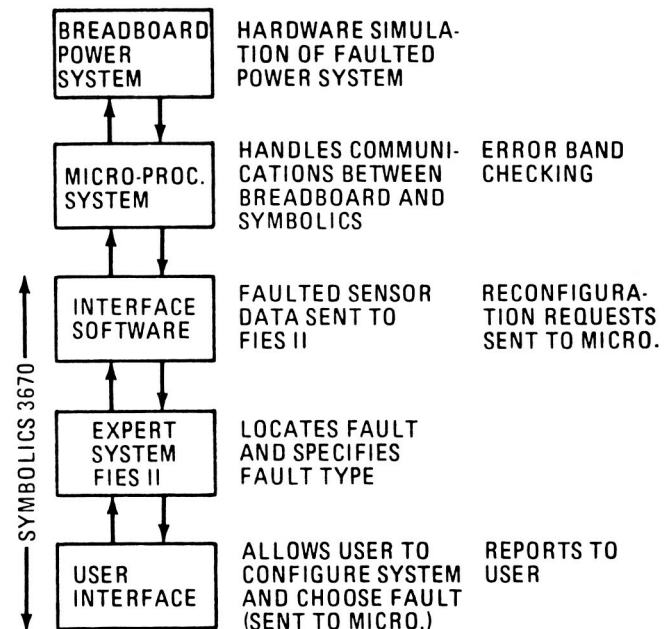 BREADBOARD
POWER
SYSTEM
HARDWARE SIMULA-
TION OF FAULTED
POWER SYSTEM
MICRO-PROC.
SYSTEM
HANDLES COMMUNI-
CATIONS BETWEEN
BREADBOARD AND
SYMBOLICS
ERROR BAND
CHECKING
SYMBOLICS 3670
INTERFACE
SOFTWARE
FAULTED SENSOR
DATA SENT TO
FIES II
RECONFIGURA-
TION REQUESTS
SENT TO MICRO.
EXPERT
SYSTEM
FIES II
LOCATES FAULT
AND SPECIFIES
FAULT TYPE
USER
INTERFACE
ALLOWS USER TO
CONFIGURE SYSTEM
AND CHOOSE FAULT
(SENT TO MICRO.)
REPORTS TO
USER